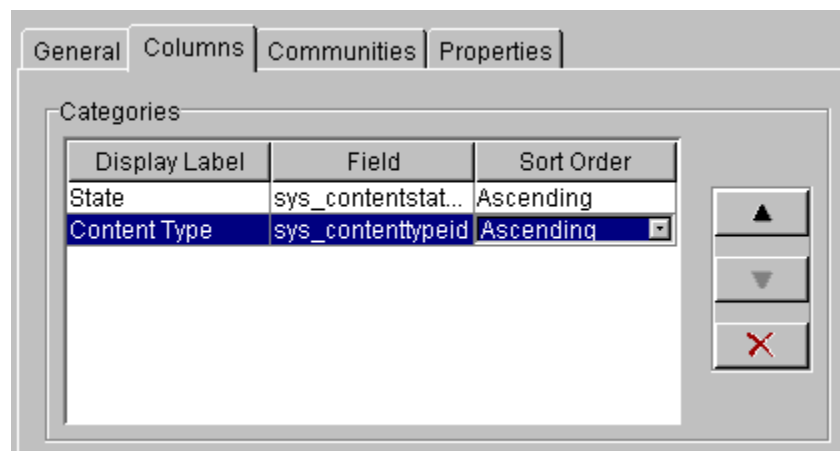 General Columns Communities Properties
Categories
Display Label Field Sort Order
State sys_contentstat... Ascending
Content Type sys_contenttypeid Ascending